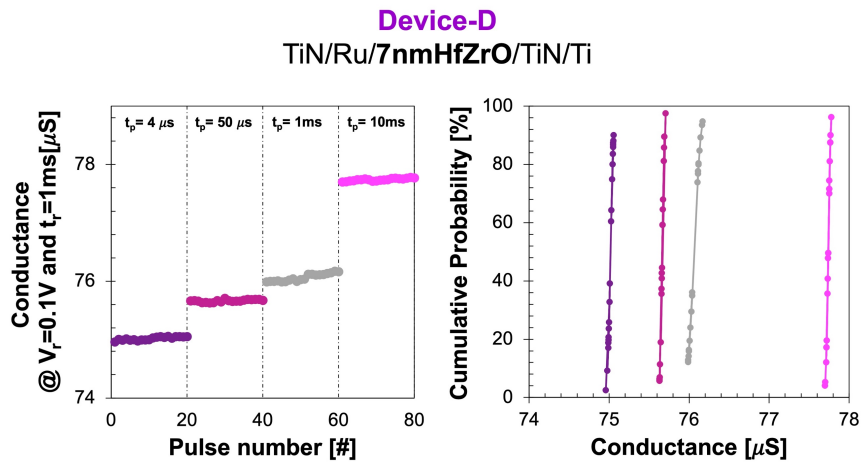 Device-D
TiN/Ru/7nmHfZrO/TiN/Ti
Conductance
@ Vr=0.1V and tr=1ms[μS]
78
76
74
tp= 4 μs
tp= 50 μs
tp= 1ms
tp= 10ms
0
20
40
60
80
Pulse number [#]
Cumulative Probability [%]
100
80
60
40
20
0
74
75
76
77
78
Conductance [μS]